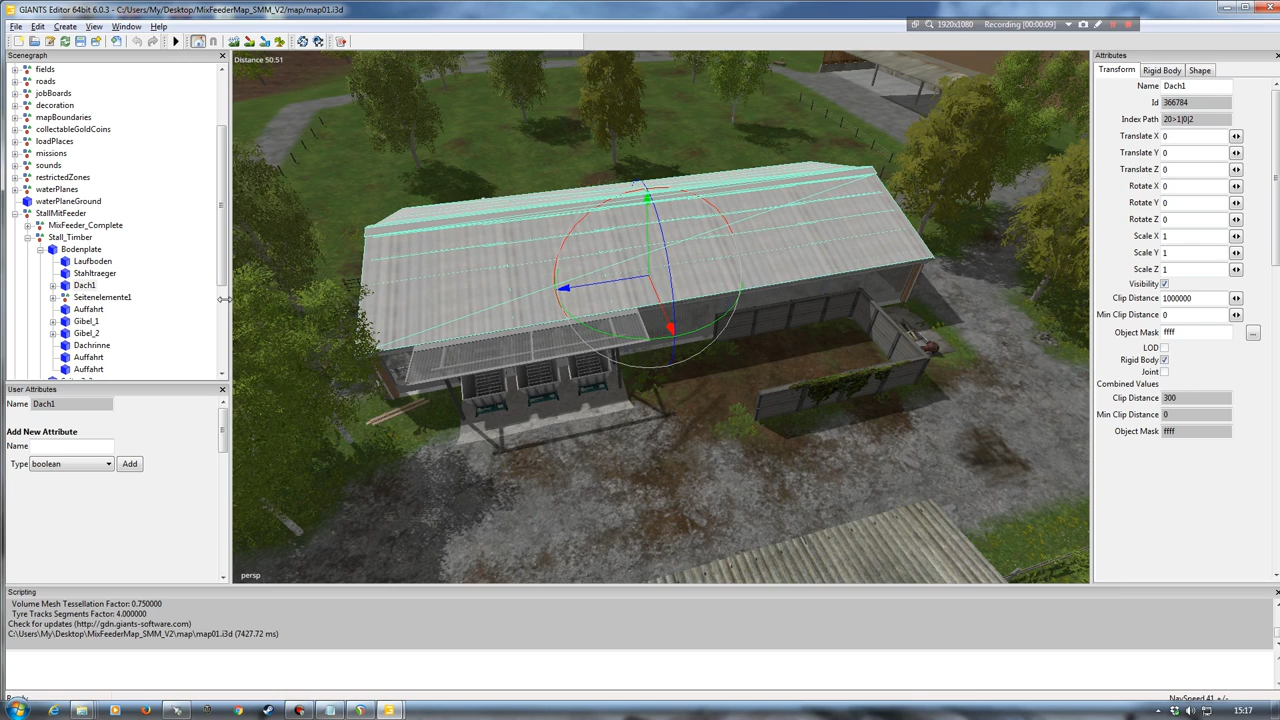 GIANTS Editor 64bit 6.0.3 - C:/Users/My/Desktop/MixFeederMap_SMM_V2/map/map01.i3d
File Edit Create View Window Help
1920x1080 Recording [00:00:09]
Scenegraph
fields
roads
jobBoards
decoration
mapBoundaries
collectableGoldCoins
loadPlaces
missions
sounds
restrictedZones
waterPlanes
waterPlaneGround
StallMitFeeder
MixFeeder_Complete
Stall_Timber
Bodenplate
Laufboden
Stahltraeger
Dach1
Seitenelemente1
Auffahrt
Gibel_1
Gibel_2
Dachrinne
Auffahrt
Auffahrt
User Attributes
Name Dach1
Add New Attribute
Name
Type boolean Add
Distance 50.51
persp
Attributes
Transform Rigid Body Shape
Name Dach1
Id 366784
Index Path 20>1|0|2
Translate X 0
Translate Y 0
Translate Z 0
Rotate X 0
Rotate Y 0
Rotate Z 0
Scale X 1
Scale Y 1
Scale Z 1
Visibility
Clip Distance 1000000
Min Clip Distance 0
Object Mask ffff ...
LOD
Rigid Body
Joint
Combined Values
Clip Distance 300
Min Clip Distance 0
Object Mask ffff
Scripting
Volume Mesh Tessellation Factor: 0.750000
Tyre Tracks Segments Factor: 4.000000
Check for updates (http://gdn.giants-software.com)
C:\Users\My\Desktop\MixFeederMap_SMM_V2\map\map01.i3d (7427.72 ms)
NavSpeed 41 +/-
15:17